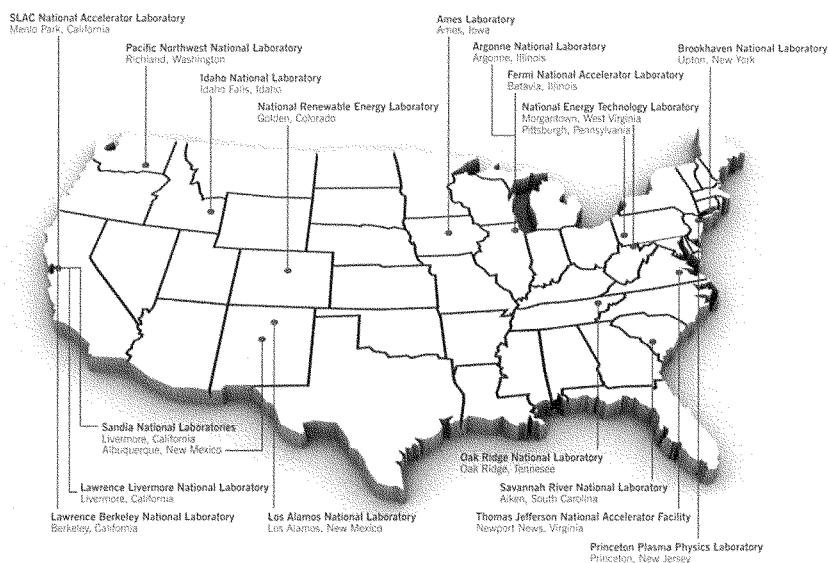 SLAC National Accelerator Laboratory
Menlo Park, California
Pacific Northwest National Laboratory
Richland, Washington
Idaho National Laboratory
Idaho Falls, Idaho
National Renewable Energy Laboratory
Golden, Colorado
Ames Laboratory
Ames, Iowa
Argonne National Laboratory
Argonne, Illinois
Fermi National Accelerator Laboratory
Batavia, Illinois
National Energy Technology Laboratory
Morgantown, West Virginia
Pittsburgh, Pennsylvania
Brookhaven National Laboratory
Upton, New York
Sandia National Laboratories
Livermore, California
Albuquerque, New Mexico
Lawrence Livermore National Laboratory
Livermore, California
Lawrence Berkeley National Laboratory
Berkeley, California
Los Alamos National Laboratory
Los Alamos, New Mexico
Oak Ridge National Laboratory
Oak Ridge, Tennesee
Savannah River National Laboratory
Aiken, South Carolina
Thomas Jefferson National Accelerator Facility
Newport News, Virginia
Princeton Plasma Physics Laboratory
Princeton, New Jersey